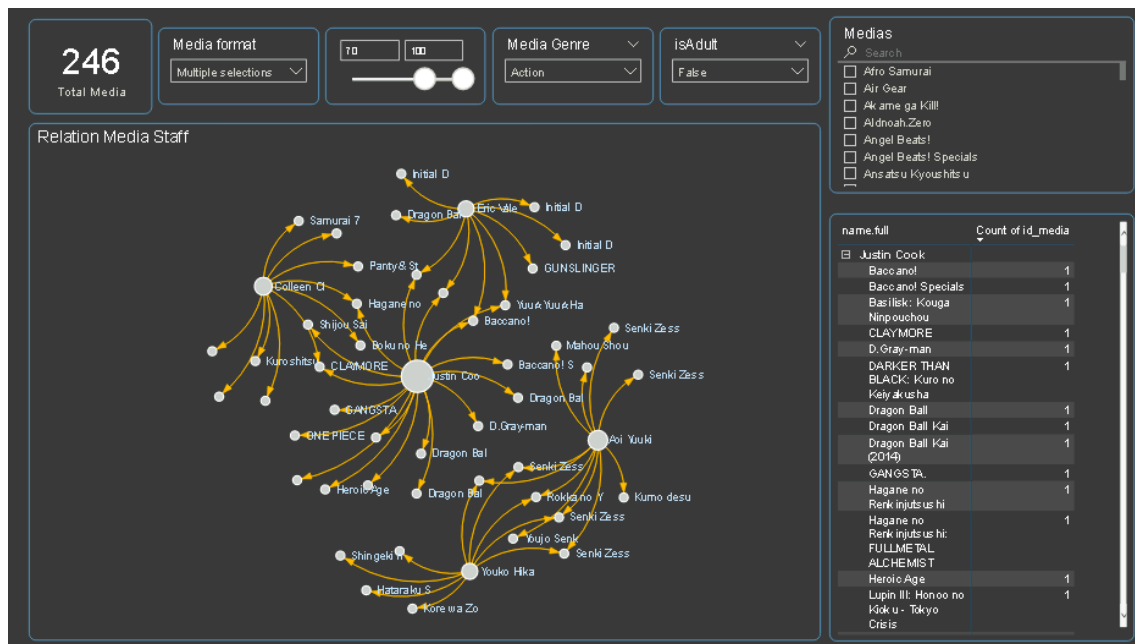 246
Total Media
Media format
Multiple selections
70
100
Media Genre
Action
isAdult
False
Medias
Search
Afro Samurai
Air Gear
Akame ga Kill!
Aldnoah.Zero
Angel Beats!
Angel Beats! Specials
Ansatsu Kyoushitsu
Relation Media Staff
Initial D
Eric Vale
Initial D
Dragon Bal
Samurai 7
Initial D
Panty & St
GUNSLINGER
Colleen Cl
Hagane no
Yuu☆Yuu☆Ha
Shijou Sai
Baccano!
Senki Zess
Boku no He
Mahou Shou
Kuroshitsu
CLAYMORE
Baccano! S
Justin Coo
Senki Zess
Dragon Bal
GANGSTA.
D.Gray-man
ONE PIECE
Aoi Yuuki
Dragon Bal
Senki Zess
Heroic Age
Dragon Bal
Rokka no Y
Kumo desu
Senki Zess
Youjo Senk
Shingeki n
Senki Zess
Youko Hika
Hataraku S
Kore wa Zo
name.full
Count of id_media
Justin Cook
Baccano! 1
Baccano! Specials 1
Basilisk: Kouga 1
Ninpouchou
CLAYMORE 1
D.Gray-man 1
DARKER THAN 1
BLACK: Kuro no
Keiyakusha
Dragon Ball 1
Dragon Ball Kai 1
Dragon Ball Kai 1
(2014)
GANGSTA. 1
Hagane no 1
Renkinjutsushi
Hagane no 1
Renkinjutsushi:
FULLMETAL
ALCHEMIST
Heroic Age 1
Lupin III: Honoo no 1
Kioku - Tokyo
Crisis